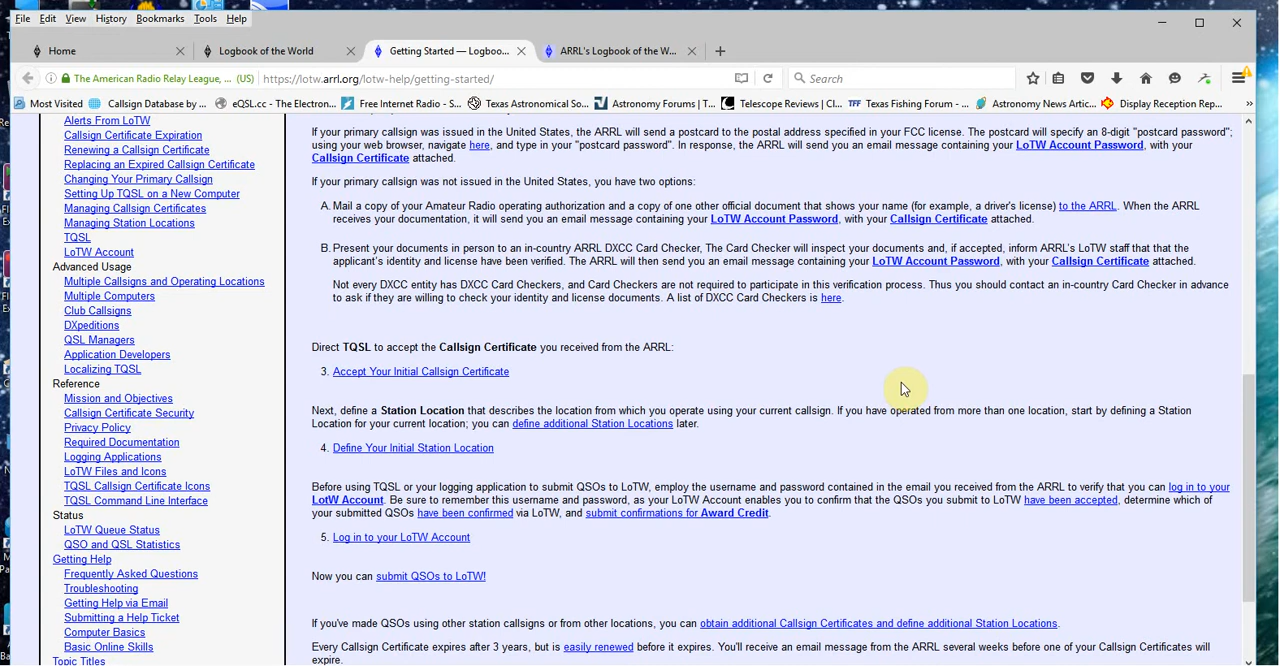 File Edit View History Bookmarks Tools Help
Home Logbook of the World Getting Started — Logboo... ARRL's Logbook of the W...
The American Radio Relay League, ... (US) https://lotw.arrl.org/lotw-help/getting-started/ Search
Most Visited Callsign Database by ... eQSL.cc - The Electron... Free Internet Radio - S... Texas Astronomical So... Astronomy Forums | T... Telescope Reviews | Cl... TFF Texas Fishing Forum - ... Astronomy News Artic... Display Reception Rep... »
Alerts From LoTW
Callsign Certificate Expiration
Renewing a Callsign Certificate
Replacing an Expired Callsign Certificate
Changing Your Primary Callsign
Setting Up TQSL on a New Computer
Managing Callsign Certificates
Managing Station Locations
TQSL
LoTW Account
Advanced Usage
Multiple Callsigns and Operating Locations
Multiple Computers
Club Callsigns
DXpeditions
QSL Managers
Application Developers
Localizing TQSL
Reference
Mission and Objectives
Callsign Certificate Security
Privacy Policy
Required Documentation
Logging Applications
LoTW Files and Icons
TQSL Callsign Certificate Icons
TQSL Command Line Interface
Status
LoTW Queue Status
QSO and QSL Statistics
Getting Help
Frequently Asked Questions
Troubleshooting
Getting Help via Email
Submitting a Help Ticket
Computer Basics
Basic Online Skills
Topic Titles
If your primary callsign was issued in the United States, the ARRL will send a postcard to the postal address specified in your FCC license. The postcard will specify an 8-digit "postcard password";
using your web browser, navigate here, and type in your "postcard password". In response, the ARRL will send you an email message containing your LoTW Account Password, with your
Callsign Certificate attached.
If your primary callsign was not issued in the United States, you have two options:
A. Mail a copy of your Amateur Radio operating authorization and a copy of one other official document that shows your name (for example, a driver's license) to the ARRL. When the ARRL
receives your documentation, it will send you an email message containing your LoTW Account Password, with your Callsign Certificate attached.
B. Present your documents in person to an in-country ARRL DXCC Card Checker, The Card Checker will inspect your documents and, if accepted, inform ARRL's LoTW staff that that the
applicant's identity and license have been verified. The ARRL will then send you an email message containing your LoTW Account Password, with your Callsign Certificate attached.
Not every DXCC entity has DXCC Card Checkers, and Card Checkers are not required to participate in this verification process. Thus you should contact an in-country Card Checker in advance
to ask if they are willing to check your identity and license documents. A list of DXCC Card Checkers is here.
Direct TQSL to accept the Callsign Certificate you received from the ARRL:
3. Accept Your Initial Callsign Certificate
Next, define a Station Location that describes the location from which you operate using your current callsign. If you have operated from more than one location, start by defining a Station
Location for your current location; you can define additional Station Locations later.
4. Define Your Initial Station Location
Before using TQSL or your logging application to submit QSOs to LoTW, employ the username and password contained in the email you received from the ARRL to verify that you can log in to your
LotW Account. Be sure to remember this username and password, as your LoTW Account enables you to confirm that the QSOs you submit to LoTW have been accepted, determine which of
your submitted QSOs have been confirmed via LoTW, and submit confirmations for Award Credit.
5. Log in to your LoTW Account
Now you can submit QSOs to LoTW!
If you've made QSOs using other station callsigns or from other locations, you can obtain additional Callsign Certificates and define additional Station Locations.
Every Callsign Certificate expires after 3 years, but is easily renewed before it expires. You'll receive an email message from the ARRL several weeks before one of your Callsign Certificates will
expire.